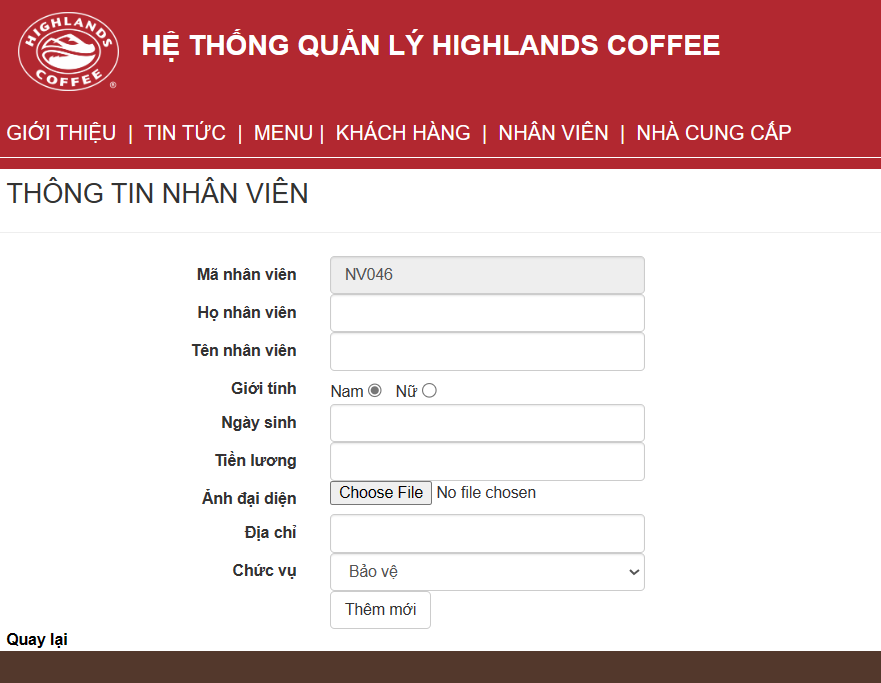 HIGHLANDS
COFFEE
®
HỆ THỐNG QUẢN LÝ HIGHLANDS COFFEE
GIỚI THIỆU | TIN TỨC | MENU | KHÁCH HÀNG | NHÂN VIÊN | NHÀ CUNG CẤP
THÔNG TIN NHÂN VIÊN
Mã nhân viên NV046
Họ nhân viên
Tên nhân viên
Giới tính Nam Nữ
Ngày sinh
Tiền lương
Ảnh đại diện Choose File No file chosen
Địa chỉ
Chức vụ Bảo vệ
Thêm mới
Quay lại